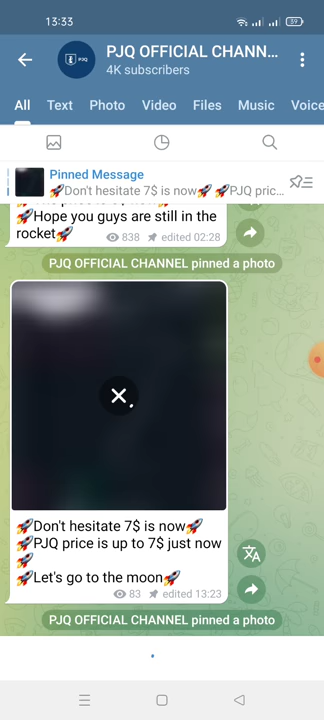 13:33
59
PJQ
PJQ OFFICIAL CHANN...
4K subscribers
All Text Photo Video Files Music Voice
Pinned Message
🚀Don't hesitate 7$ is now🚀 🚀PJQ pric...
🚀Hope you guys are still in the
rocket🚀
838 edited 02:28
PJQ OFFICIAL CHANNEL pinned a photo
🚀Don't hesitate 7$ is now🚀
🚀PJQ price is up to 7$ just now
🚀
🚀Let's go to the moon🚀
83 edited 13:23
PJQ OFFICIAL CHANNEL pinned a photo